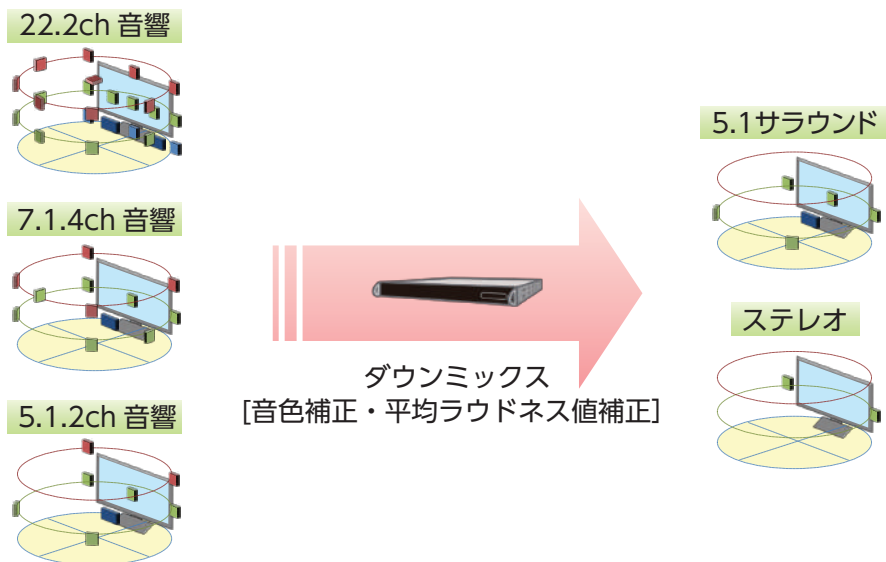 22.2ch 音響
7.1.4ch 音響
5.1.2ch 音響
ダウンミックス
[音色補正・平均ラウドネス値補正]
5.1サラウンド
ステレオ